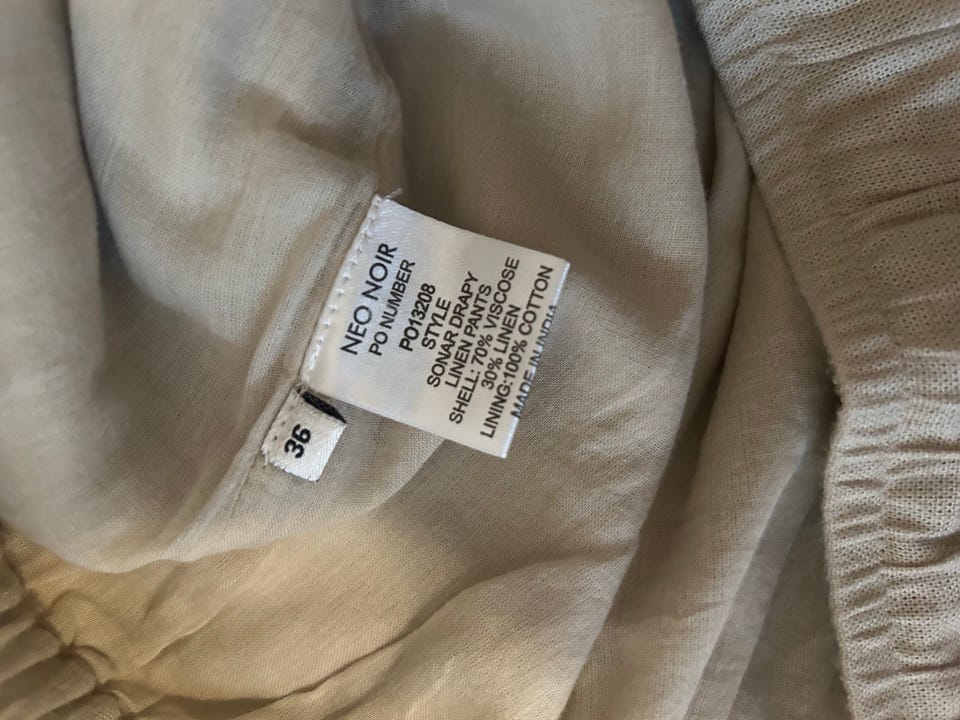 NEO NOIR
PO NUMBER
PO13208
STYLE
SONAR DRAPY
LINEN PANTS
SHELL: 70% VISCOSE
30% LINEN
LINING:100% COTTON
MADE IN INDIA
36